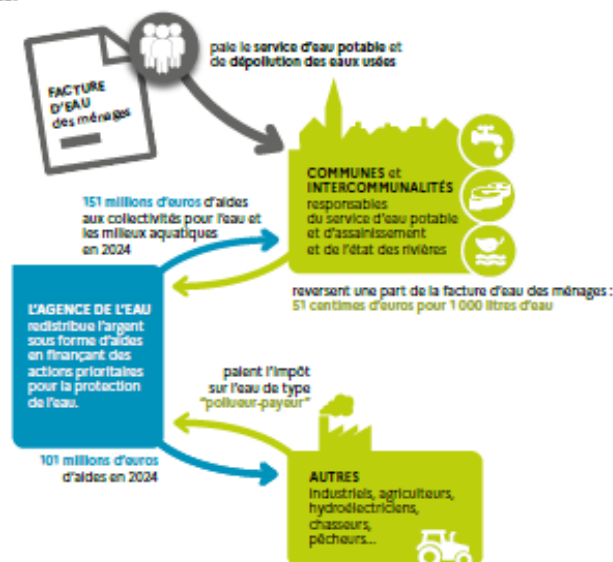 paie le service d'eau potable et
de dépollution des eaux usées
FACTURE
D'EAU
des ménages
COMMUNES et
INTERCOMMUNALITÉS
responsables
du service d'eau potable
et d'assainissement
et de l'état des rivières
151 millions d'euros d'aides
aux collectivités pour l'eau et
les milieux aquatiques
en 2024
reversent une part de la facture d'eau des ménages :
51 centimes d'euros pour 1 000 litres d'eau
L'AGENCE DE L'EAU
redistribue l'argent
sous forme d'aides
en finançant des
actions prioritaires
pour la protection
de l'eau.
paient l'impôt
sur l'eau de type
"pollueur-payeur"
101 millions d'euros
d'aides en 2024
AUTRES
industriels, agriculteurs,
hydroélectriciens,
chasseurs,
pêcheurs...